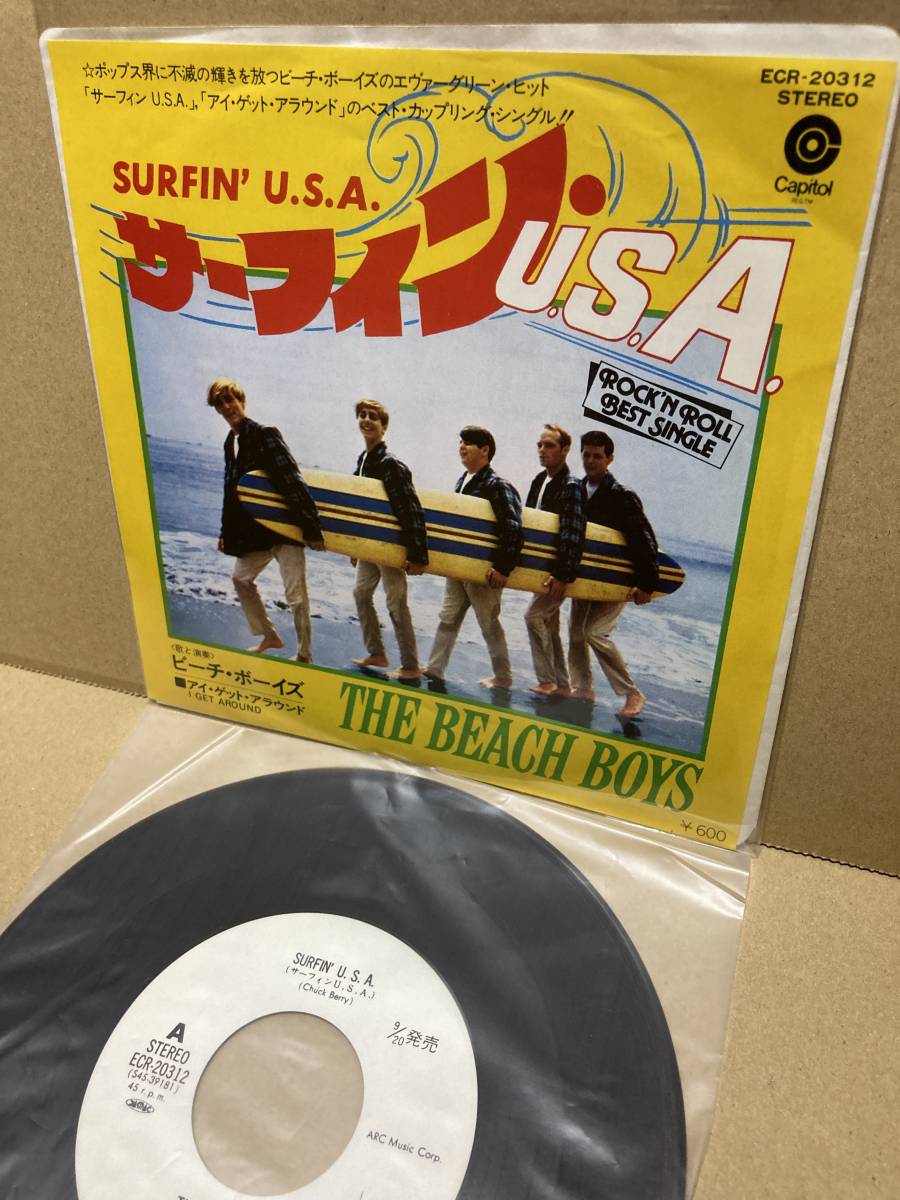 ☆ポップス界に不滅の輝きを放つビーチ・ボーイズのエヴァーグリーン・ヒット
「サーフィン U.S.A.」,「アイ・ゲット・アラウンド」のベスト・カップリング・シングル!!
ECR-20312
STEREO
Capitol
REG.TM
SURFIN' U.S.A.
サーフィン U.S.A.
ROCK'N ROLL
BEST SINGLE
〈歌と演奏〉
ビーチ・ボーイズ
■アイ・ゲット・アラウンド
I GET AROUND
THE BEACH BOYS
¥600
SURFIN' U.S.A.
(サーフィン U.S.A.)
(Chuck Berry)
A
STEREO
ECR-20312
(S45-39181)
45 r.p.m.
9/20 発売
ARC Music Corp.